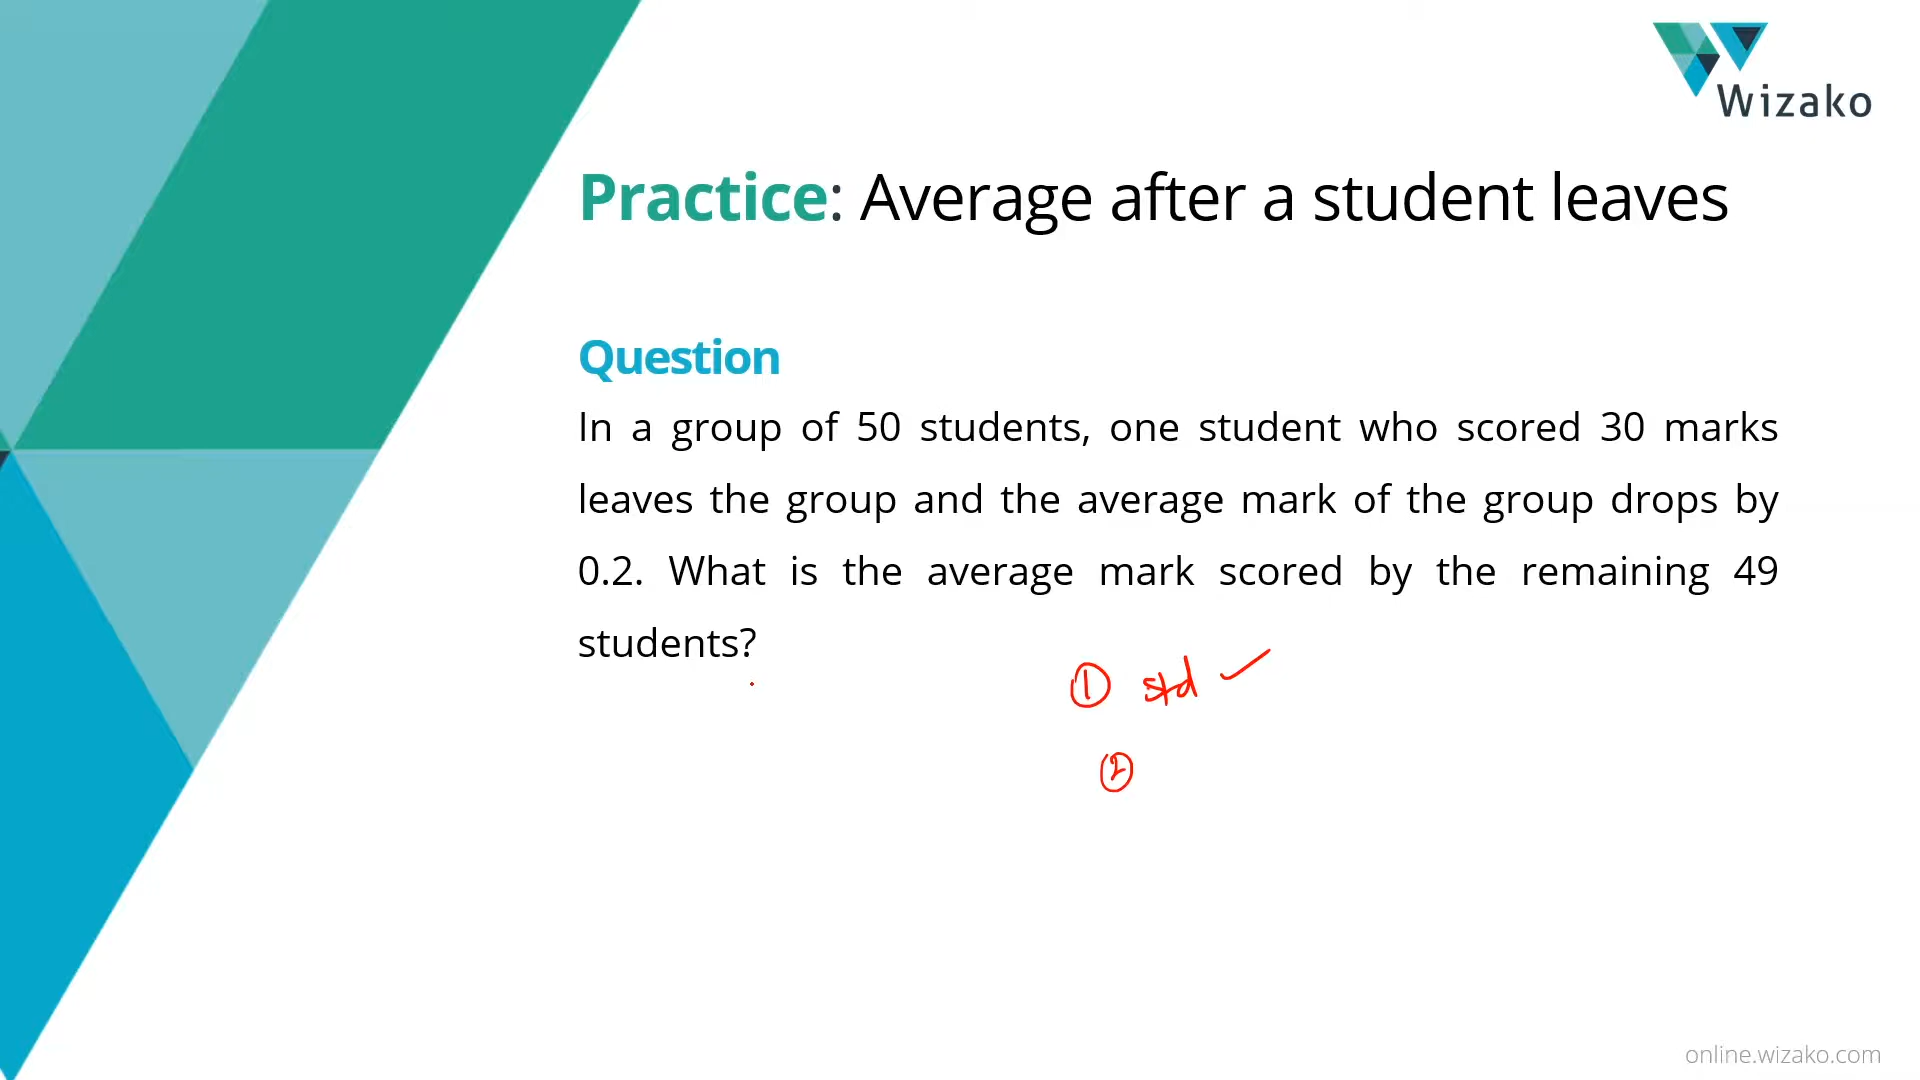 Wizako
Practice: Average after a student leaves
Question
In a group of 50 students, one student who scored 30 marks
leaves the group and the average mark of the group drops by
0.2. What is the average mark scored by the remaining 49
students?
① std ✓
②
online.wizako.com